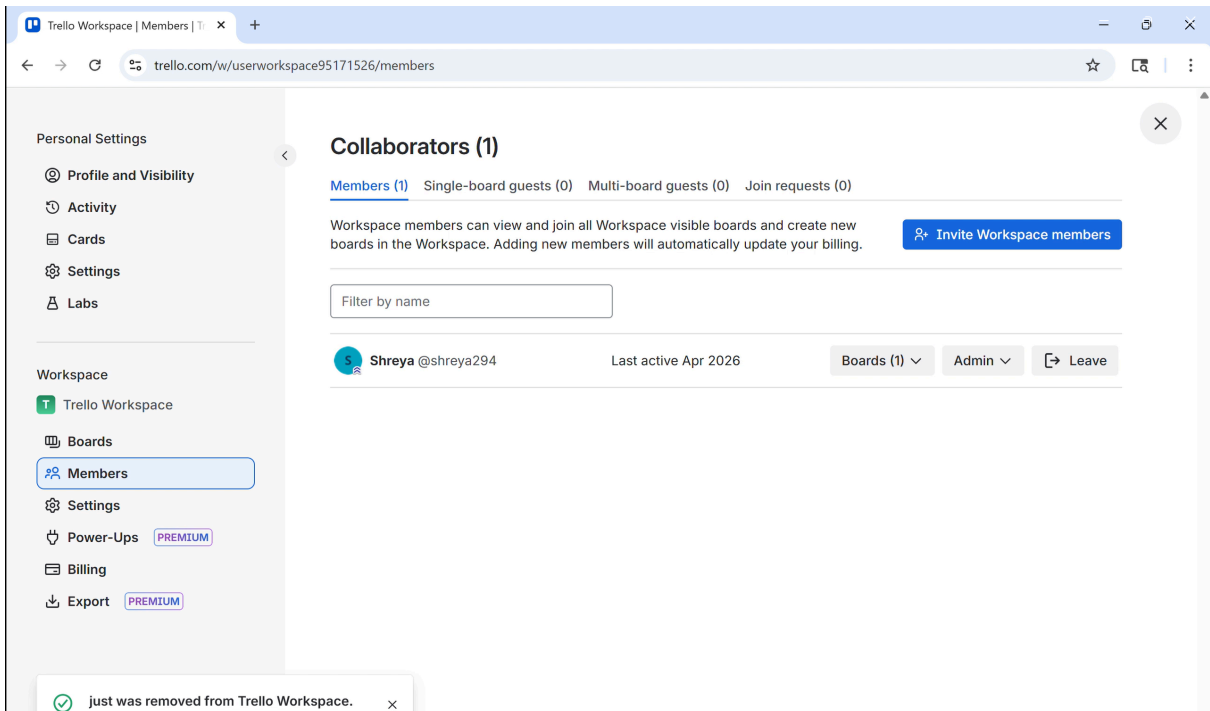 Trello Workspace | Members | Tr
trello.com/w/userworkspace95171526/members
Personal Settings
Profile and Visibility
Activity
Cards
Settings
Labs
Workspace
T Trello Workspace
Boards
Members
Settings
Power-Ups PREMIUM
Billing
Export PREMIUM
Collaborators (1)
Members (1) Single-board guests (0) Multi-board guests (0) Join requests (0)
Workspace members can view and join all Workspace visible boards and create new
boards in the Workspace. Adding new members will automatically update your billing.
Invite Workspace members
Filter by name
S Shreya @shreya294 Last active Apr 2026 Boards (1) Admin Leave
just was removed from Trello Workspace.